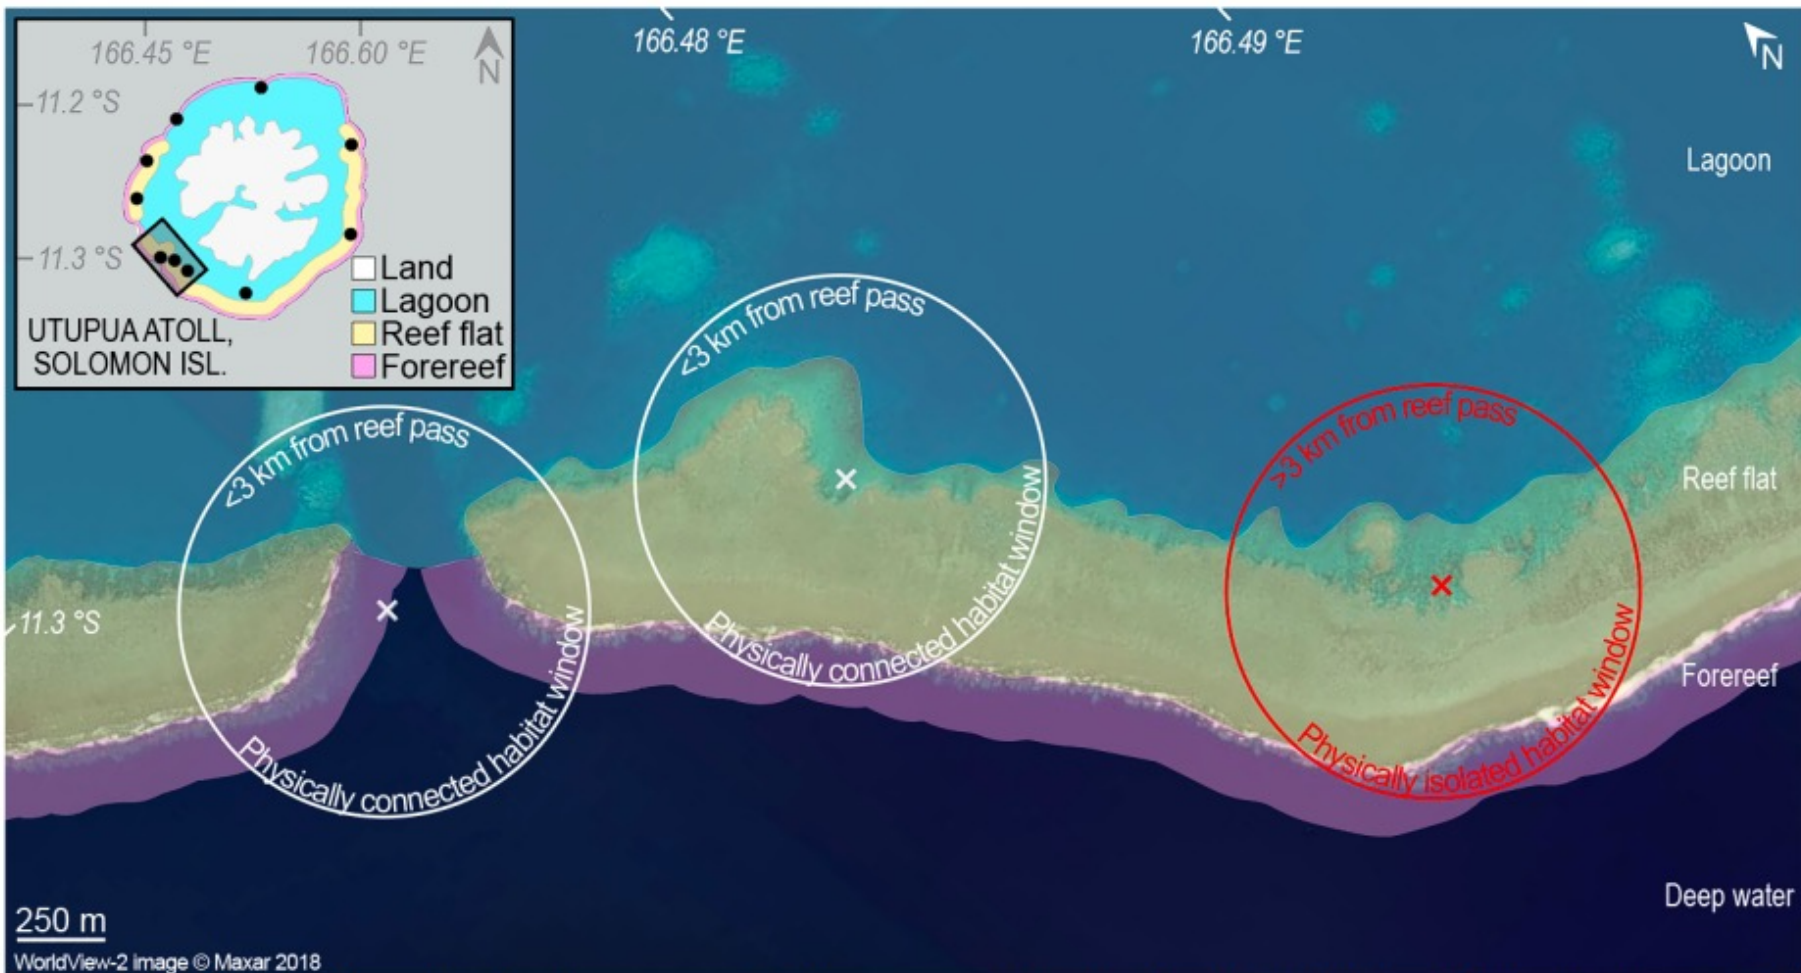 166.45 °E 166.60 °E
N
11.2 °S
11.3 °S
Land
Lagoon
Reef flat
Forereef
UTUPUA ATOLL,
SOLOMON ISL.
166.48 °E
166.49 °E
N
Lagoon
<3 km from reef pass
Physically connected habitat window
<3 km from reef pass
Physically connected habitat window
>3 km from reef pass
Physically isolated habitat window
Reef flat
11.3 °S
Forereef
Deep water
250 m
WorldView-2 image © Maxar 2018